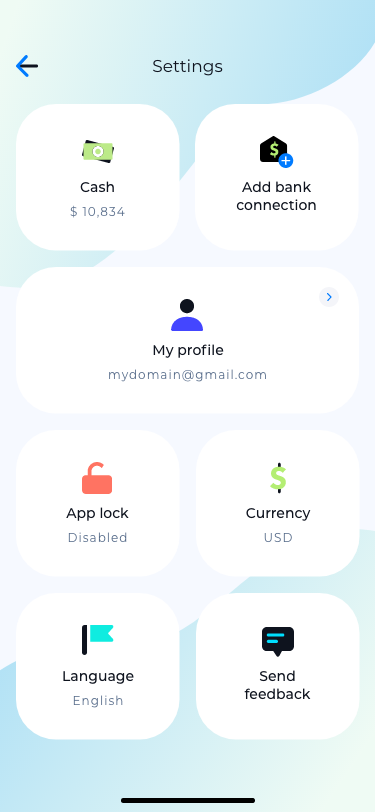 Settings
Cash
$ 10,834
Add bank
connection
My profile
mydomain@gmail.com
App lock
Disabled
Currency
USD
Language
English
Send
feedback